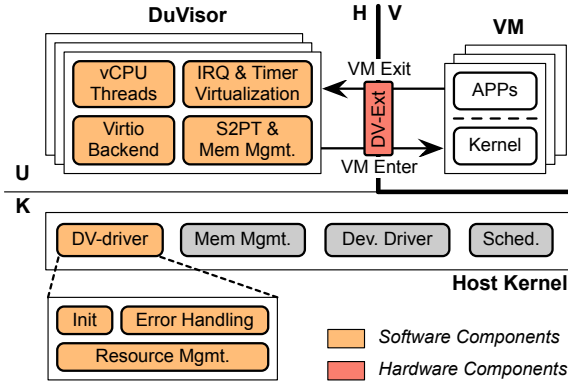 DuVisor
H V
VM
vCPU
Threads
IRQ & Timer
Virtualization
VM Exit
APPs
DV-Ext
Virtio
Backend
S2PT &
Mem Mgmt.
Kernel
VM Enter
U
K
DV-driver
Mem Mgmt.
Dev. Driver
Sched.
Host Kernel
Init
Error Handling
Resource Mgmt.
Software Components
Hardware Components